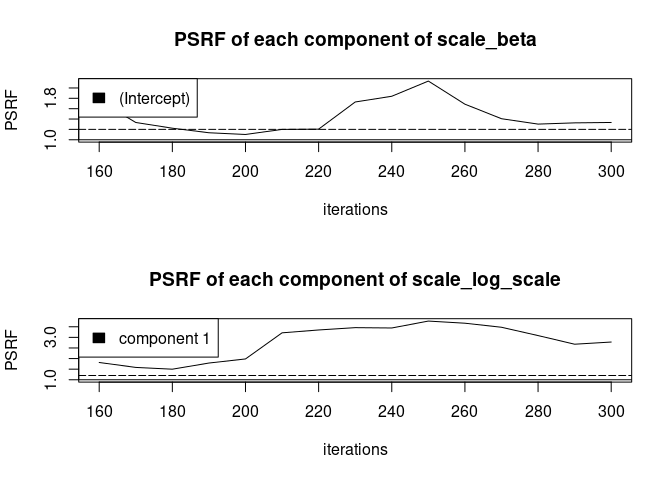 PSRF of each component of scale_beta
PSRF
1.8
1.0
(Intercept)
160 180 200 220 240 260 280 300
iterations
PSRF of each component of scale_log_scale
PSRF
3.0
1.0
component 1
160 180 200 220 240 260 280 300
iterations